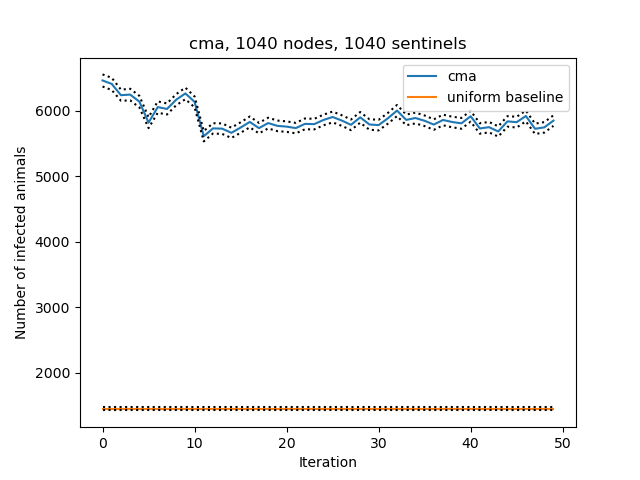 cma, 1040 nodes, 1040 sentinels
cma
uniform baseline
Number of infected animals
6000
5000
4000
3000
2000
0
10
20
30
40
50
Iteration